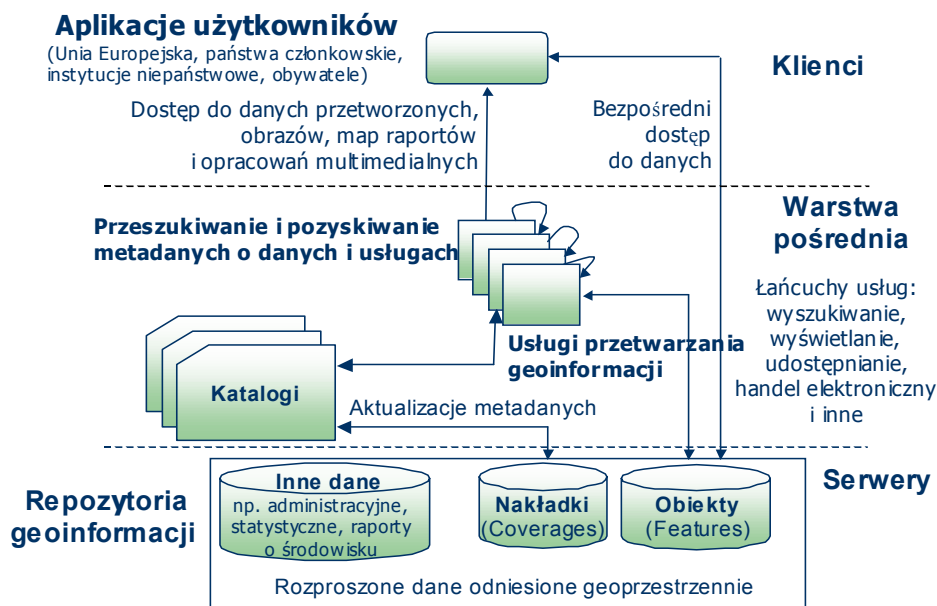 Aplikacje użytkowników
(Unia Europejska, państwa członkowskie,
instytucje niepaństwowe, obywatele)
Klienci
Dostęp do danych przetworzonych,
obrazów, map raportów
i opracowań multimedialnych
Bezpośredni
dostęp
do danych
Przeszukiwanie i pozyskiwanie
metadanych o danych i usługach
Warstwa
pośrednia
Łańcuchy usług:
wyszukiwanie,
wyświetlanie,
udostępnianie,
handel elektroniczny
i inne
Usługi przetwarzania
geoinformacji
Katalogi
Aktualizacje metadanych
Serwery
Repozytoria
geoinformacji
Inne dane
np. administracyjne,
statystyczne, raporty
o środowisku
Nakładki
(Coverages)
Obiekty
(Features)
Rozproszone dane odniesione geoprzestrzennie